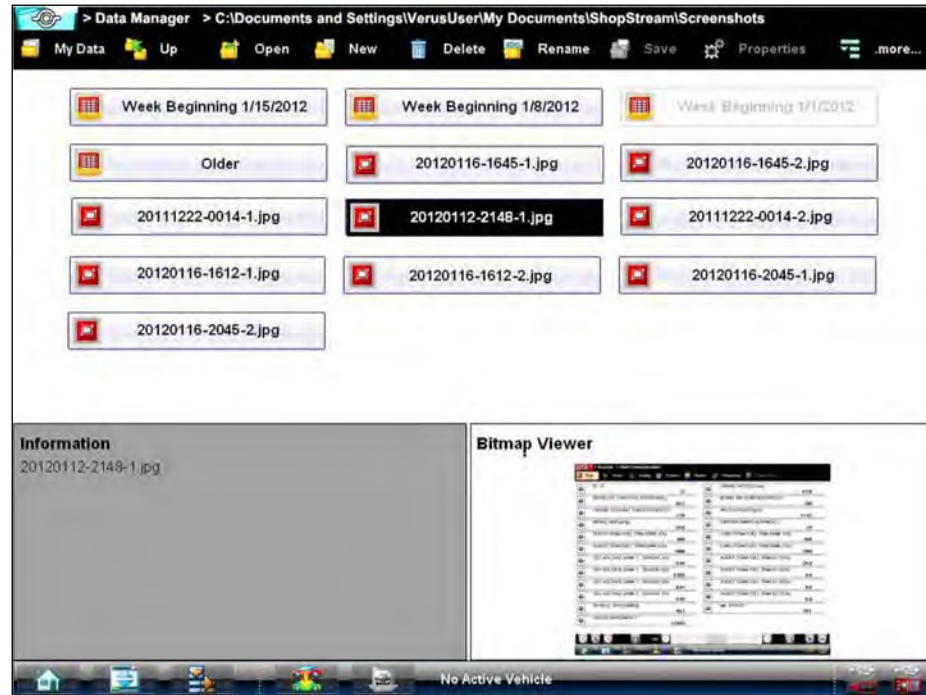 > Data Manager > C:\Documents and Settings\VerusUser\My Documents\ShopStream\Screenshots
My Data Up Open New Delete Rename Save Properties .more...
Week Beginning 1/15/2012 Week Beginning 1/8/2012 Week Beginning 1/1/2012
Older 20120116-1645-1.jpg 20120116-1645-2.jpg
20111222-0014-1.jpg 20120112-2148-1.jpg 20111222-0014-2.jpg
20120116-1612-1.jpg 20120116-1612-2.jpg 20120116-2045-1.jpg
20120116-2045-2.jpg
Information
20120112-2148-1.jpg
Bitmap Viewer
No Active Vehicle